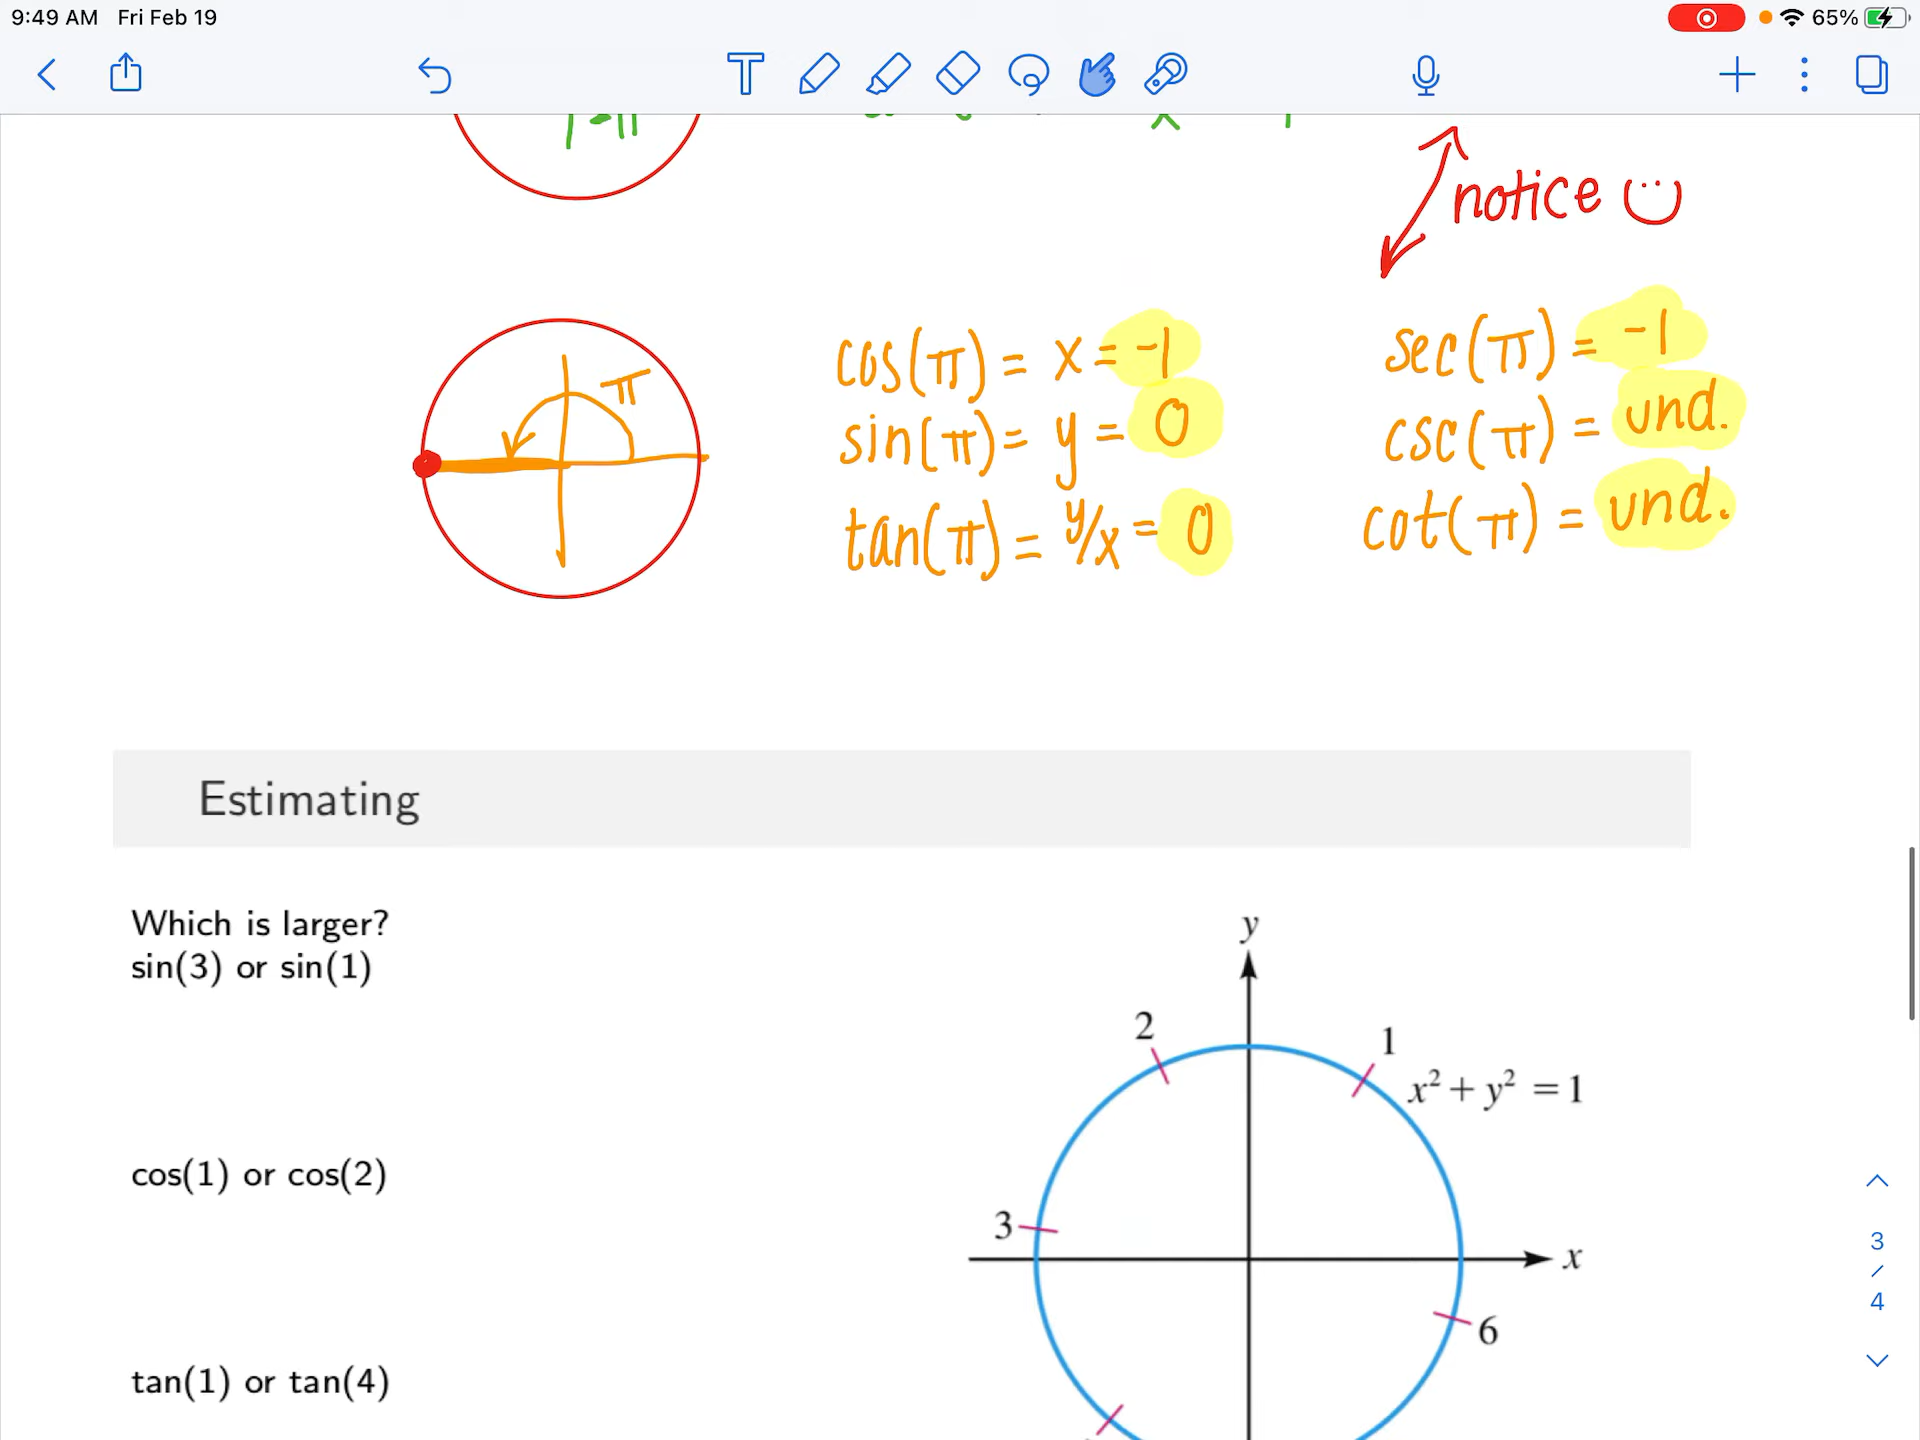 9:49 AM Fri Feb 19
65%
-π
notice
π
cos(π) = x = -1
sin(π) = y = 0
tan(π) = y/x = 0
sec(π) = -1
csc(π) = und.
cot(π) = und.
Estimating
Which is larger?
sin(3) or sin(1)
cos(1) or cos(2)
tan(1) or tan(4)
y
2
1
x² + y² = 1
3
x
6
3
/
4